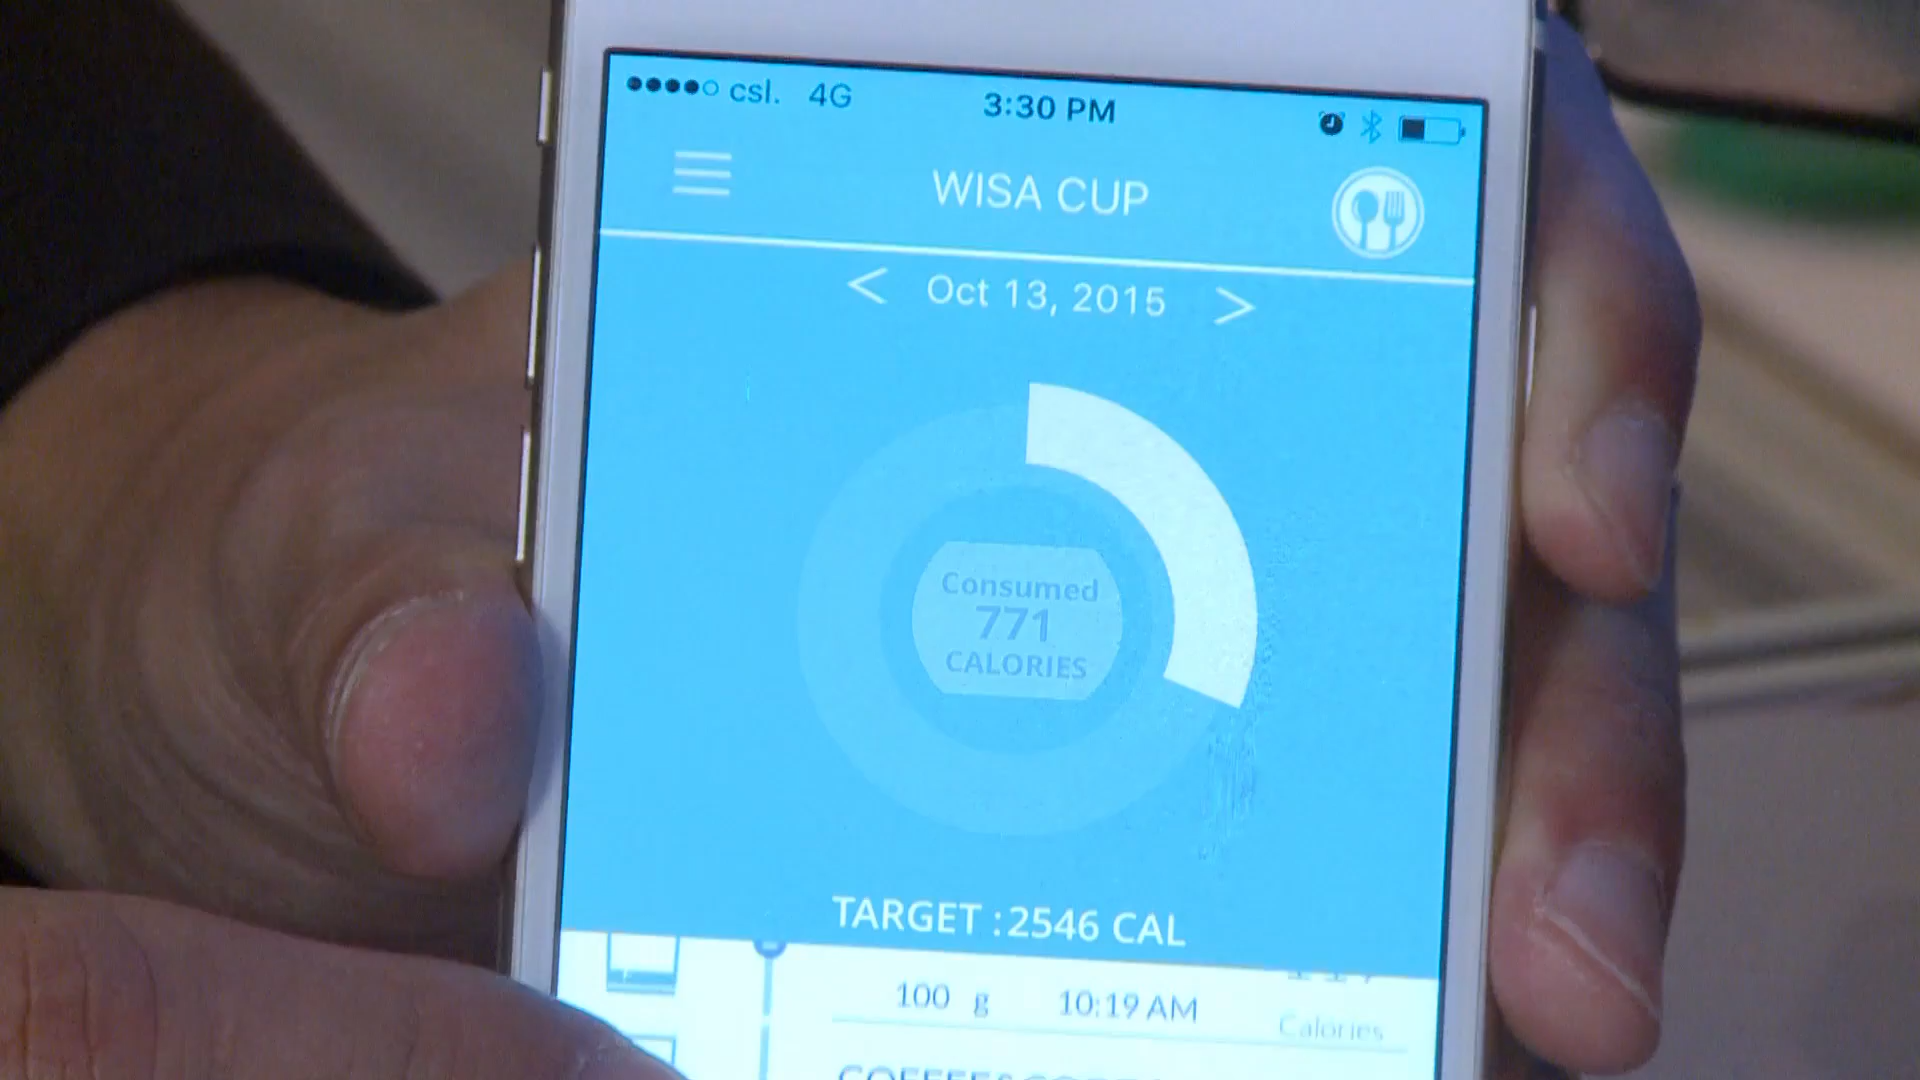 csl. 4G 3:30 PM
WISA CUP
< Oct 13, 2015 >
Consumed
771
CALORIES
TARGET : 2546 CAL
100 g 10:19 AM
Calories